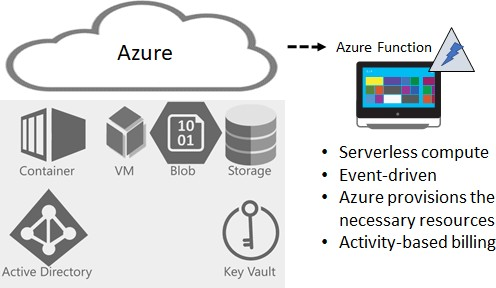 Azure
Azure Function
Container
VM
10
01
Blob
Storage
Active Directory
Key Vault
• Serverless compute
• Event-driven
• Azure provisions the
necessary resources
• Activity-based billing